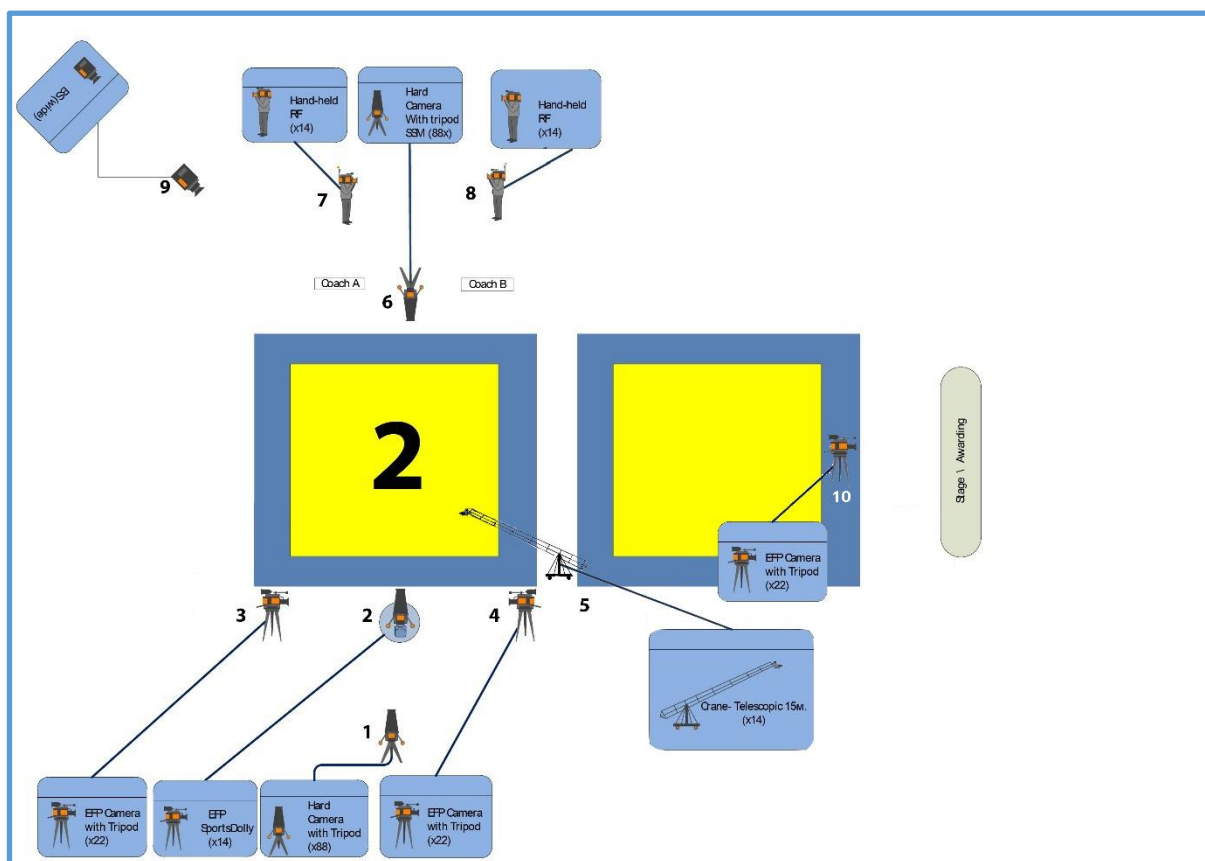 BS(wide)
Hand-held
RF
(x14)
Hard
Camera
With tripod
SSM (88x)
Hand-held
RF
(x14)
9
7
8
Coach A
6
Coach B
2
10
Stage \ Awarding
EFP Camera
with Tripod
(x22)
3
2
4
5
Crane- Telescopic 15м.
(x14)
1
EFP Camera
with Tripod
(x22)
EFP
SportsDolly
(x14)
Hard
Camera
with Tripod
(x88)
EFP Camera
with Tripod
(x22)